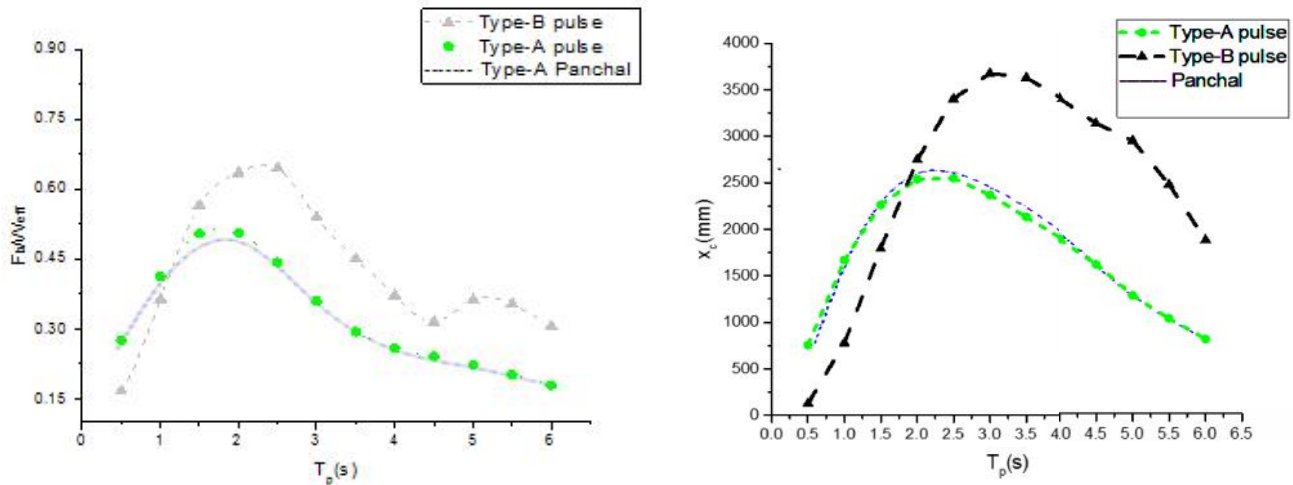 Type-B pulse
Type-A pulse
Type-A Panchal
0.90
0.75
0.60
0.45
0.30
0.15
0 1 2 3 4 5 6
Tp(s)
Type-A pulse
Type-B pulse
Panchal
4000
3500
3000
2500
2000
1500
1000
500
0
0.0 0.5 1.0 1.5 2.0 2.5 3.0 3.5 4.0 4.5 5.0 5.5 6.0 6.5
xc(mm)
Tp(s)